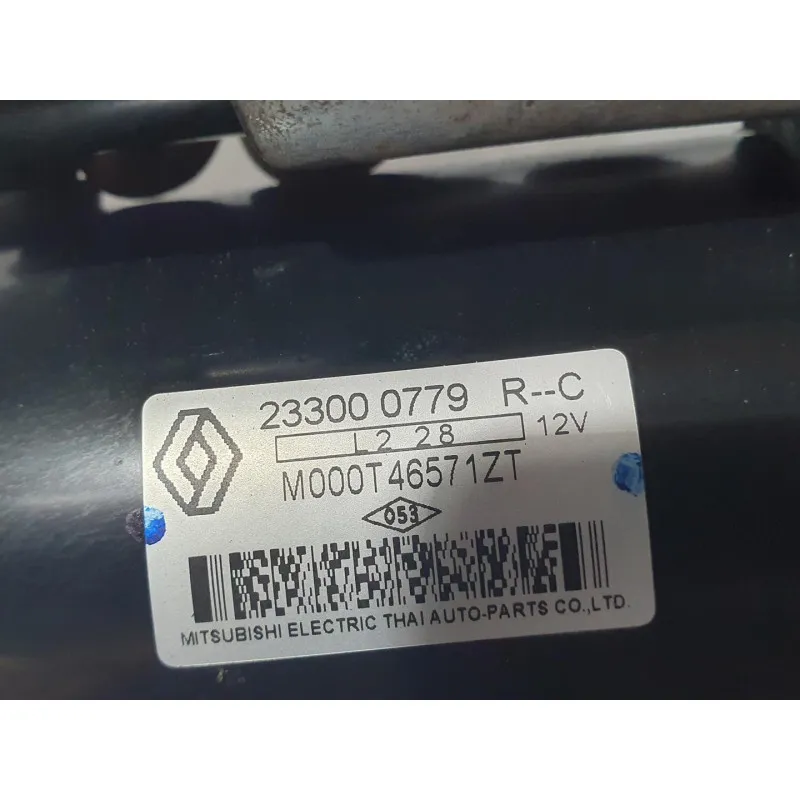 23300 0779 R--C
L2 28 12V
M000T46571ZT
053
MITSUBISHI ELECTRIC THAI AUTO-PARTS CO.,LTD.